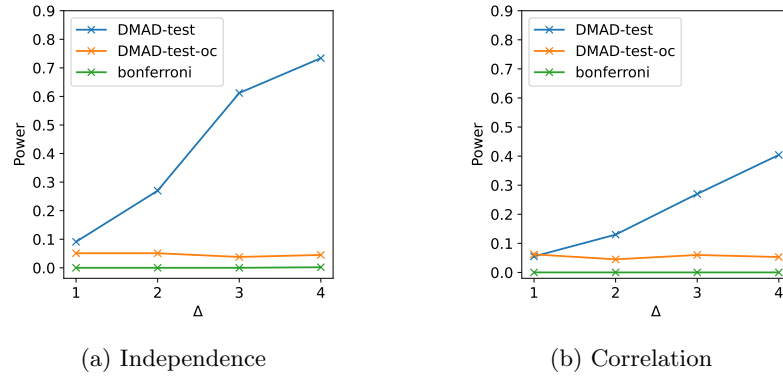 0.9
0.8
0.7
0.6
0.5
0.4
0.3
0.2
0.1
0.0
Power
DMAD-test
DMAD-test-oc
bonferroni
1 2 3 4
Δ
(a) Independence
0.9
0.8
0.7
0.6
0.5
0.4
0.3
0.2
0.1
0.0
Power
DMAD-test
DMAD-test-oc
bonferroni
1 2 3 4
Δ
(b) Correlation